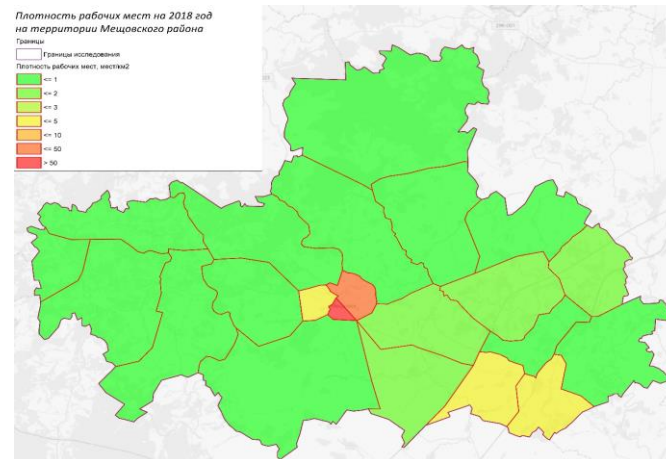 Плотность рабочих мест на 2018 год
на территории Мещовского района
Границы
Границы исследования
Плотность рабочих мест, мест/км2
<= 1
<= 2
<= 3
<= 5
<= 10
<= 50
> 50